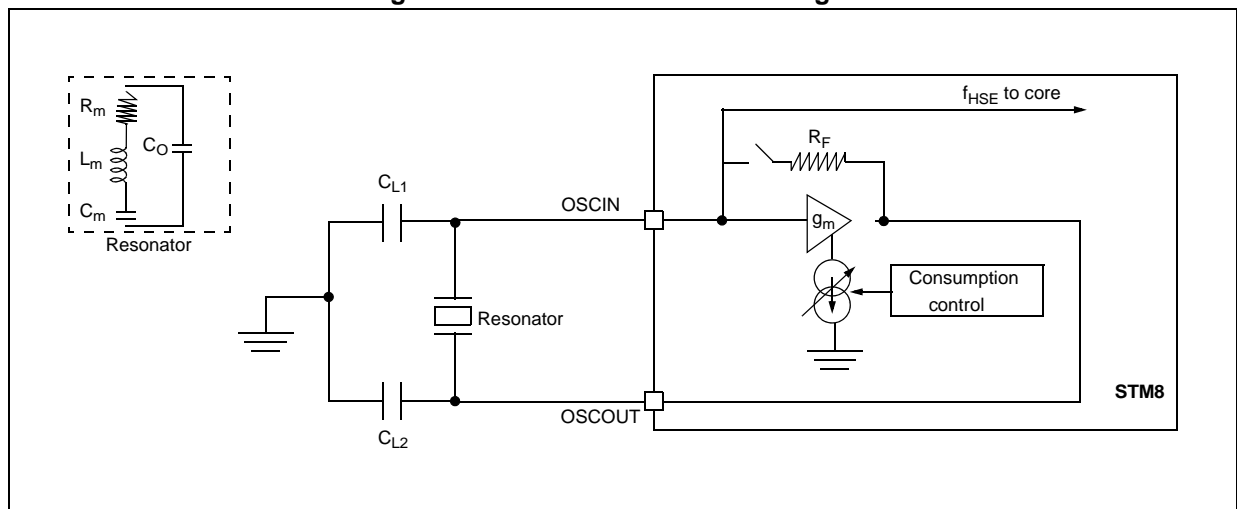 Rm
Lm
CO
Cm
Resonator
CL1
CL2
Resonator
OSCIN
OSCOUT
fHSE to core
RF
gm
Consumption
control
STM8